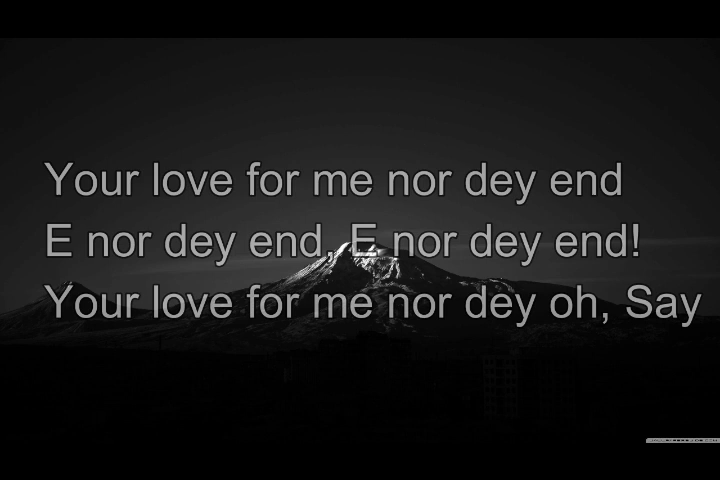 Your love for me nor dey end
E nor dey end, E nor dey end!
Your love for me nor dey oh, Say